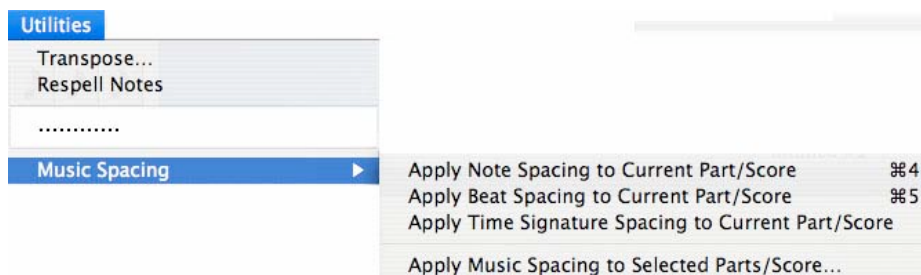 Utilities
Transpose...
Respell Notes
............
Music Spacing
Apply Note Spacing to Current Part/Score ⌘4
Apply Beat Spacing to Current Part/Score ⌘5
Apply Time Signature Spacing to Current Part/Score
Apply Music Spacing to Selected Parts/Score...